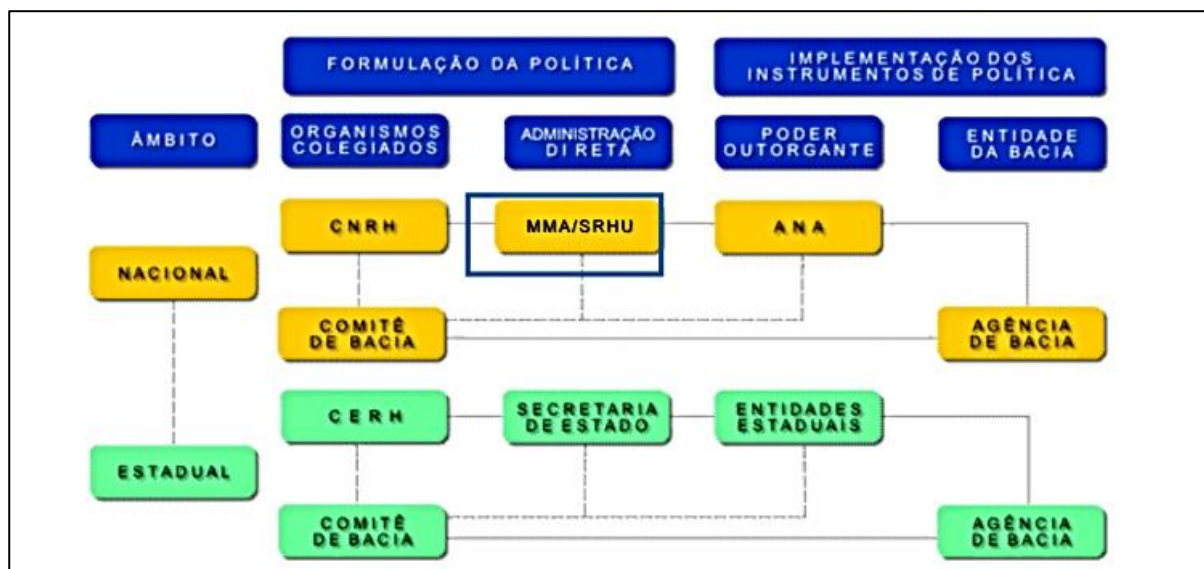 FORMULAÇÃO DA POLÍTICA
IMPLEMENTAÇÃO DOS
INSTRUMENTOS DE POLÍTICA
ÂMBITO
ORGANISMOS
COLEGIADOS
ADMINISTRAÇÃO
DIRETA
PODER
OUTORGANTE
ENTIDADE
DA BACIA
NACIONAL
CNRH
MMA/SRHU
ANA
COMITÊ
DE BACIA
AGÊNCIA
DE BACIA
ESTADUAL
CERH
SECRETARIA
DE ESTADO
ENTIDADES
ESTADUAIS
COMITÊ
DE BACIA
AGÊNCIA
DE BACIA